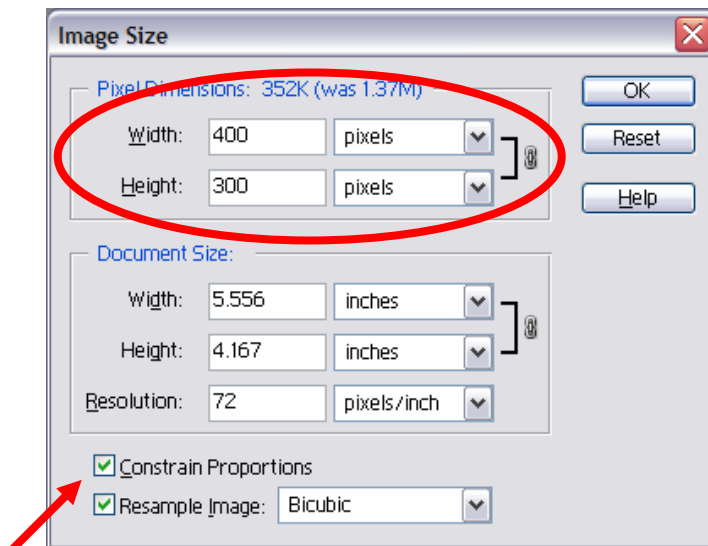 Image Size
Pixel Dimensions: 352K (was 1.37M)
OK
Width: 400 pixels
Reset
Height: 300 pixels
Help
Document Size:
Width: 5.556 inches
Height: 4.167 inches
Resolution: 72 pixels/inch
Constrain Proportions
Resample Image: Bicubic